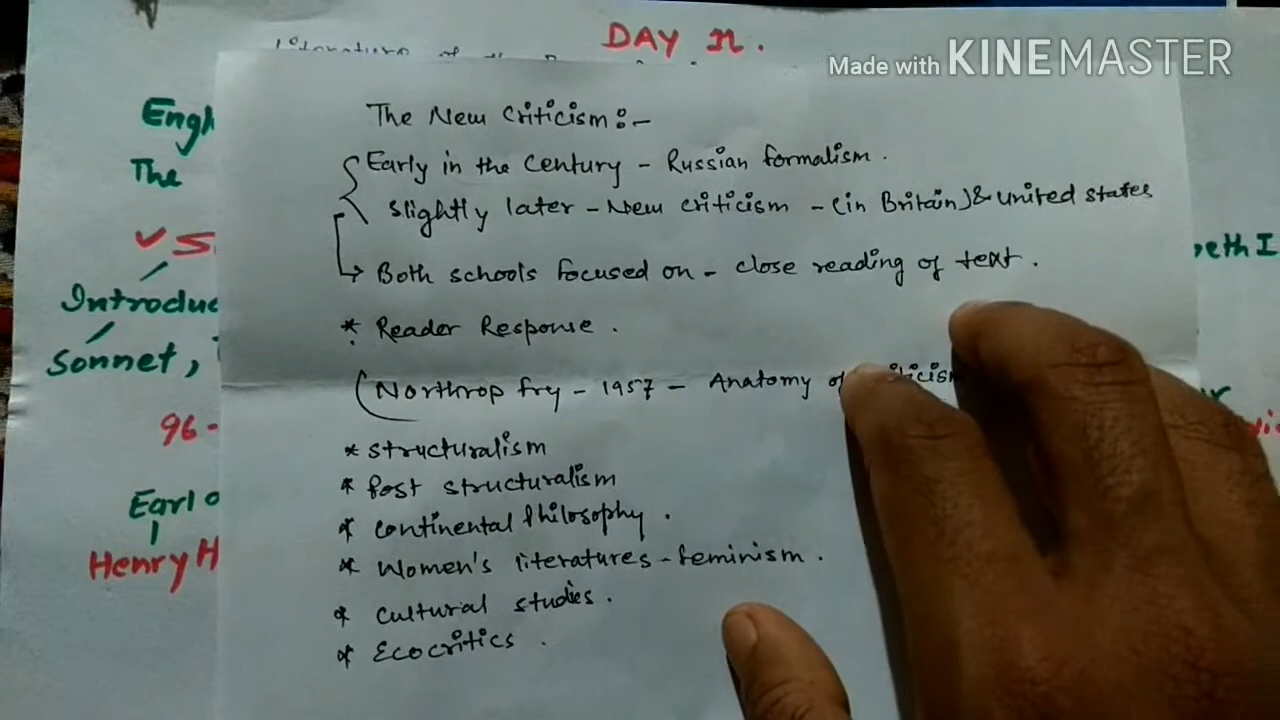 DAY n.
Made with KINEMASTER
The New Criticism:-
Early in the Century - Russian formalism.
slightly later - New criticism - (in Britain) & United states
Both schools focused on - close reading of text.
* Reader Response.
(Northrop fry - 1957 - Anatomy of
* structuralism
* Post structuralism
* Continental Philosophy.
* Women's literatures - feminism.
* Cultural studies.
* Ecocritics.
The
Introduc
Sonnet,
96-
Earl o
Henry H
eth I